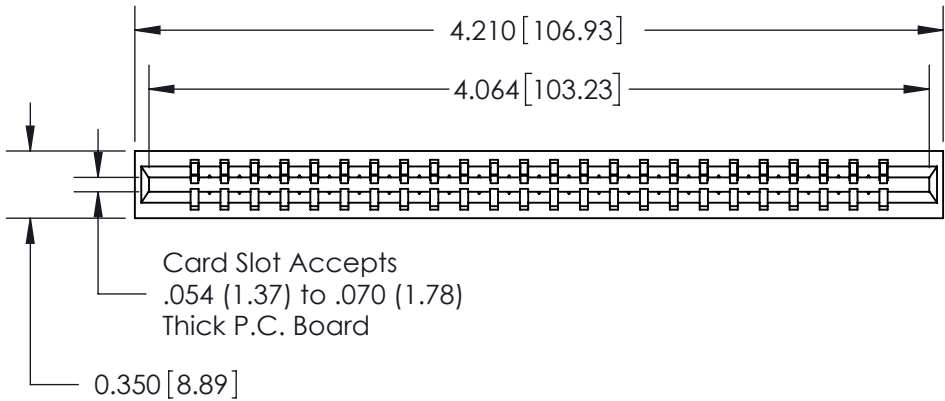 4.210 [106.93]
4.064 [103.23]
Card Slot Accepts
.054 (1.37) to .070 (1.78)
Thick P.C. Board
0.350 [8.89]